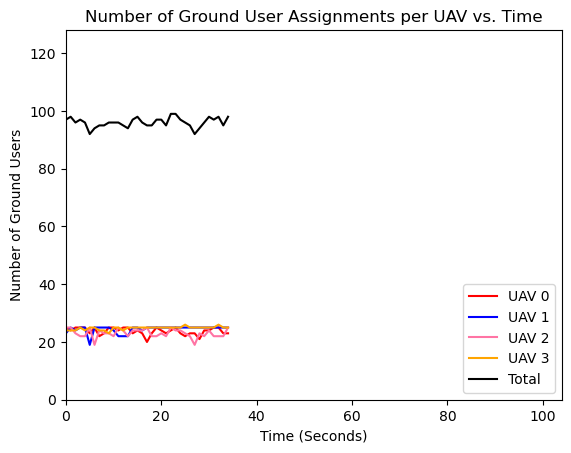 Number of Ground User Assignments per UAV vs. Time
120
100
80
60
40
20
0
Number of Ground Users
UAV 0
UAV 1
UAV 2
UAV 3
Total
0 20 40 60 80 100
Time (Seconds)